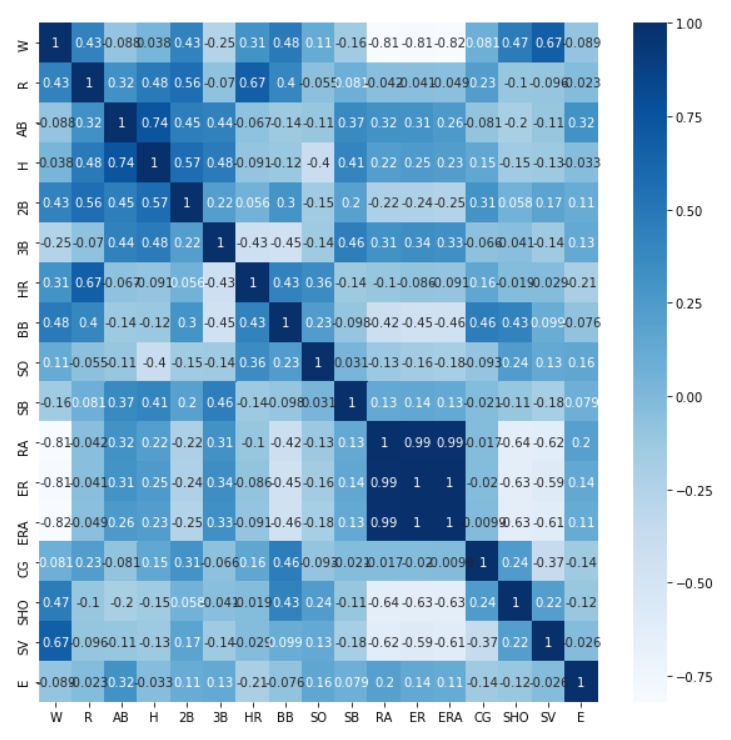 W 1 0.43 -0.088 0.038 0.43 -0.25 0.31 0.48 0.11 -0.16 -0.81 -0.81 -0.82 0.081 0.47 0.67 -0.089 1.00
R 0.43 1 0.32 0.48 0.56 -0.07 0.67 0.4 -0.055 0.081 -0.042 -0.041 -0.049 0.23 -0.1 -0.096 -0.023
AB -0.088 0.32 1 0.74 0.45 0.44 -0.067 -0.14 -0.11 0.37 0.32 0.31 0.26 -0.081 -0.2 -0.11 0.32 0.75
H -0.038 0.48 0.74 1 0.57 0.48 -0.091 -0.12 -0.4 0.41 0.22 0.25 0.23 0.15 -0.15 -0.13 -0.033
2B 0.43 0.56 0.45 0.57 1 0.22 0.056 0.3 -0.15 0.2 -0.22 -0.24 -0.25 0.31 0.058 0.17 0.11 0.50
3B -0.25 -0.07 0.44 0.48 0.22 1 -0.43 -0.45 -0.14 0.46 0.31 0.34 0.33 -0.066 -0.041 -0.14 0.13
HR 0.31 0.67 -0.067 -0.091 0.056 -0.43 1 0.43 0.36 -0.14 -0.1 -0.086 -0.091 0.16 -0.019 -0.029 -0.21 0.25
BB 0.48 0.4 -0.14 -0.12 0.3 -0.45 0.43 1 0.23 -0.098 -0.42 -0.45 -0.46 0.46 0.43 0.099 -0.076
SO 0.11 -0.055 -0.11 -0.4 -0.15 -0.14 0.36 0.23 1 0.031 -0.13 -0.16 -0.18 -0.093 0.24 0.13 0.16
SB -0.16 0.081 0.37 0.41 0.2 0.46 -0.14 -0.098 0.031 1 0.13 0.14 0.13 -0.021 -0.11 -0.18 0.079 0.00
RA -0.81 -0.042 0.32 0.22 -0.22 0.31 -0.1 -0.42 -0.13 0.13 1 0.99 0.99 -0.017 -0.64 -0.62 0.2
ER -0.81 -0.041 0.31 0.25 -0.24 0.34 -0.086 -0.45 -0.16 0.14 0.99 1 1 -0.02 -0.63 -0.59 0.14 −0.25
ERA -0.82 -0.049 0.26 0.23 -0.25 0.33 -0.091 -0.46 -0.18 0.13 0.99 1 1 0.0099 -0.63 -0.61 0.11
CG 0.081 0.23 -0.081 0.15 0.31 -0.066 0.16 0.46 -0.093 -0.021 0.017 -0.02 0.0099 1 0.24 -0.37 -0.14 −0.50
SHO 0.47 -0.1 -0.2 -0.15 0.058 -0.041 -0.019 0.43 0.24 -0.11 -0.64 -0.63 -0.63 0.24 1 0.22 -0.12
SV 0.67 -0.096 -0.11 -0.13 0.17 -0.14 -0.029 0.099 0.13 -0.18 -0.62 -0.59 -0.61 -0.37 0.22 1 -0.026
E -0.089 -0.023 0.32 -0.033 0.11 0.13 -0.21 -0.076 0.16 0.079 0.2 0.14 0.11 -0.14 -0.12 -0.026 1 −0.75
W R AB H 2B 3B HR BB SO SB RA ER ERA CG SHO SV E